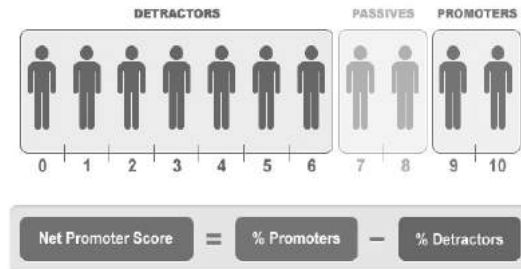 DETRACTORS PASSIVES PROMOTERS
0 1 2 3 4 5 6 7 8 9 10
Net Promoter Score = % Promoters − % Detractors